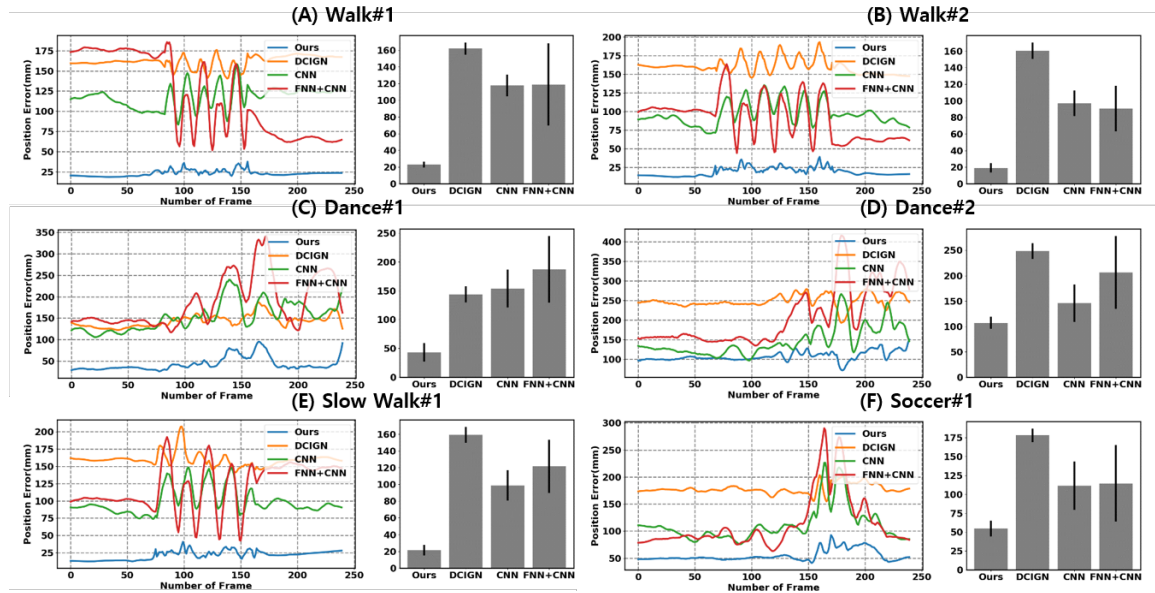 (A) Walk#1
Position Error(mm)
175
150
125
100
75
50
25
Ours
DCIGN
CNN
FNN+CNN
0 50 100 150 200 250
Number of Frame
160
140
120
100
80
60
40
20
0
Ours DCIGN CNN FNN+CNN
(B) Walk#2
Position Error(mm)
200
175
150
125
100
75
50
25
Ours
DCIGN
CNN
FNN+CNN
0 50 100 150 200 250
Number of Frame
160
140
120
100
80
60
40
20
0
Ours DCIGN CNN FNN+CNN
(C) Dance#1
Position Error(mm)
350
300
250
200
150
100
50
Ours
DCIGN
CNN
FNN+CNN
0 50 100 150 200 250
Number of Frame
250
200
150
100
50
0
Ours DCIGN CNN FNN+CNN
(D) Dance#2
Position Error(mm)
400
350
300
250
200
150
100
Ours
DCIGN
CNN
FNN+CNN
0 50 100 150 200 250
Number of Frame
250
200
150
100
50
0
Ours DCIGN CNN FNN+CNN
(E) Slow Walk#1
Position Error(mm)
200
175
150
125
100
75
50
25
Ours
DCIGN
CNN
FNN+CNN
0 50 100 150 200 250
Number of Frame
160
140
120
100
80
60
40
20
0
Ours DCIGN CNN FNN+CNN
(F) Soccer#1
Position Error(mm)
300
250
200
150
100
50
Ours
DCIGN
CNN
FNN+CNN
0 50 100 150 200 250
Number of Frame
175
150
125
100
75
50
25
0
Ours DCIGN CNN FNN+CNN